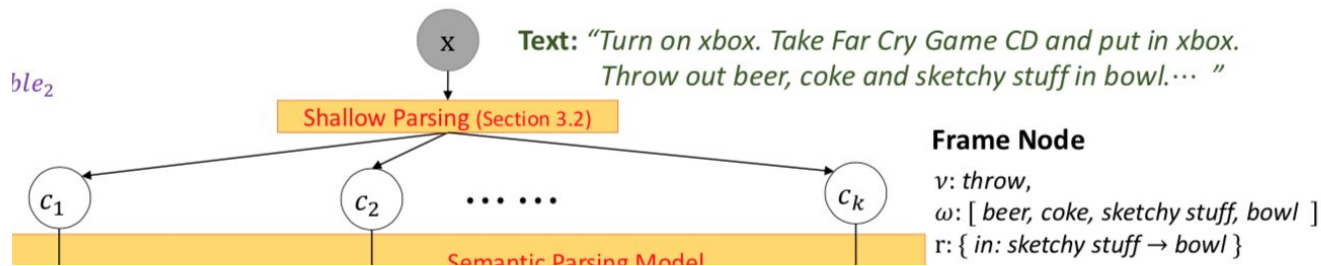 x
Text: “Turn on xbox. Take Far Cry Game CD and put in xbox.
Throw out beer, coke and sketchy stuff in bowl.⋯ ”
ble₂
Shallow Parsing (Section 3.2)
Frame Node
ν: throw,
ω: [ beer, coke, sketchy stuff, bowl ]
r: { in: sketchy stuff → bowl }
c₁ c₂ ⋯⋯ cₖ
Semantic Parsing Model